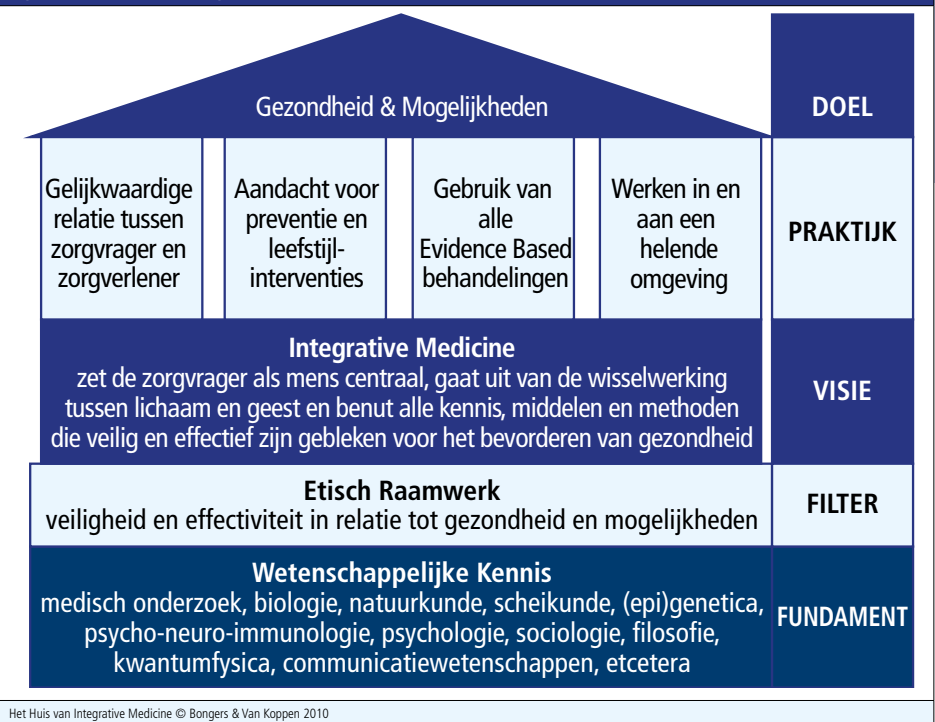 Gezondheid & Mogelijkheden
DOEL
Gelijkwaardige
relatie tussen
zorgvrager en
zorgverlener
Aandacht voor
preventie en
leefstijl-
interventies
Gebruik van
alle
Evidence Based
behandelingen
Werken in en
aan een
helende
omgeving
PRAKTIJK
Integrative Medicine
zet de zorgvrager als mens centraal, gaat uit van de wisselwerking
tussen lichaam en geest en benut alle kennis, middelen en methoden
die veilig en effectief zijn gebleken voor het bevorderen van gezondheid
VISIE
Etisch Raamwerk
veiligheid en effectiviteit in relatie tot gezondheid en mogelijkheden
FILTER
Wetenschappelijke Kennis
medisch onderzoek, biologie, natuurkunde, scheikunde, (epi)genetica,
psycho-neuro-immunologie, psychologie, sociologie, filosofie,
kwantumfysica, communicatiewetenschappen, etcetera
FUNDAMENT
Het Huis van Integrative Medicine © Bongers & Van Koppen 2010